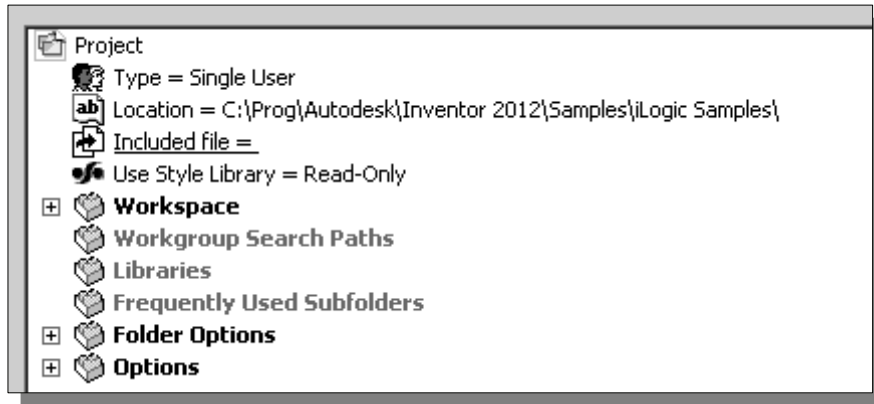 Project
Type = Single User
Location = C:\Prog\Autodesk\Inventor 2012\Samples\iLogic Samples\
Included file =
Use Style Library = Read-Only
Workspace
Workgroup Search Paths
Libraries
Frequently Used Subfolders
Folder Options
Options